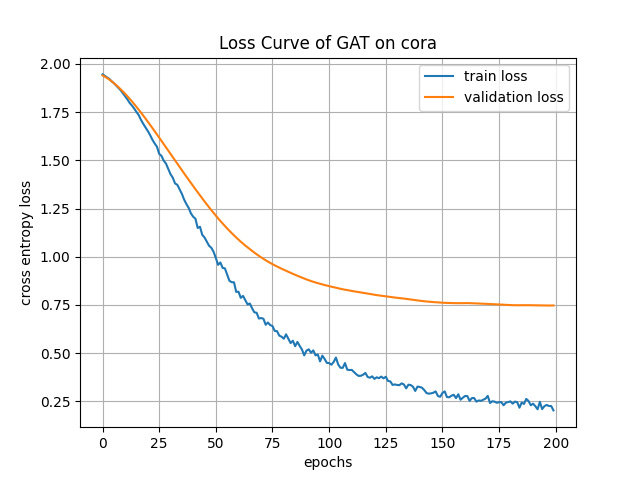 Loss Curve of GAT on cora
train loss
validation loss
cross entropy loss
2.00
1.75
1.50
1.25
1.00
0.75
0.50
0.25
0 25 50 75 100 125 150 175 200
epochs